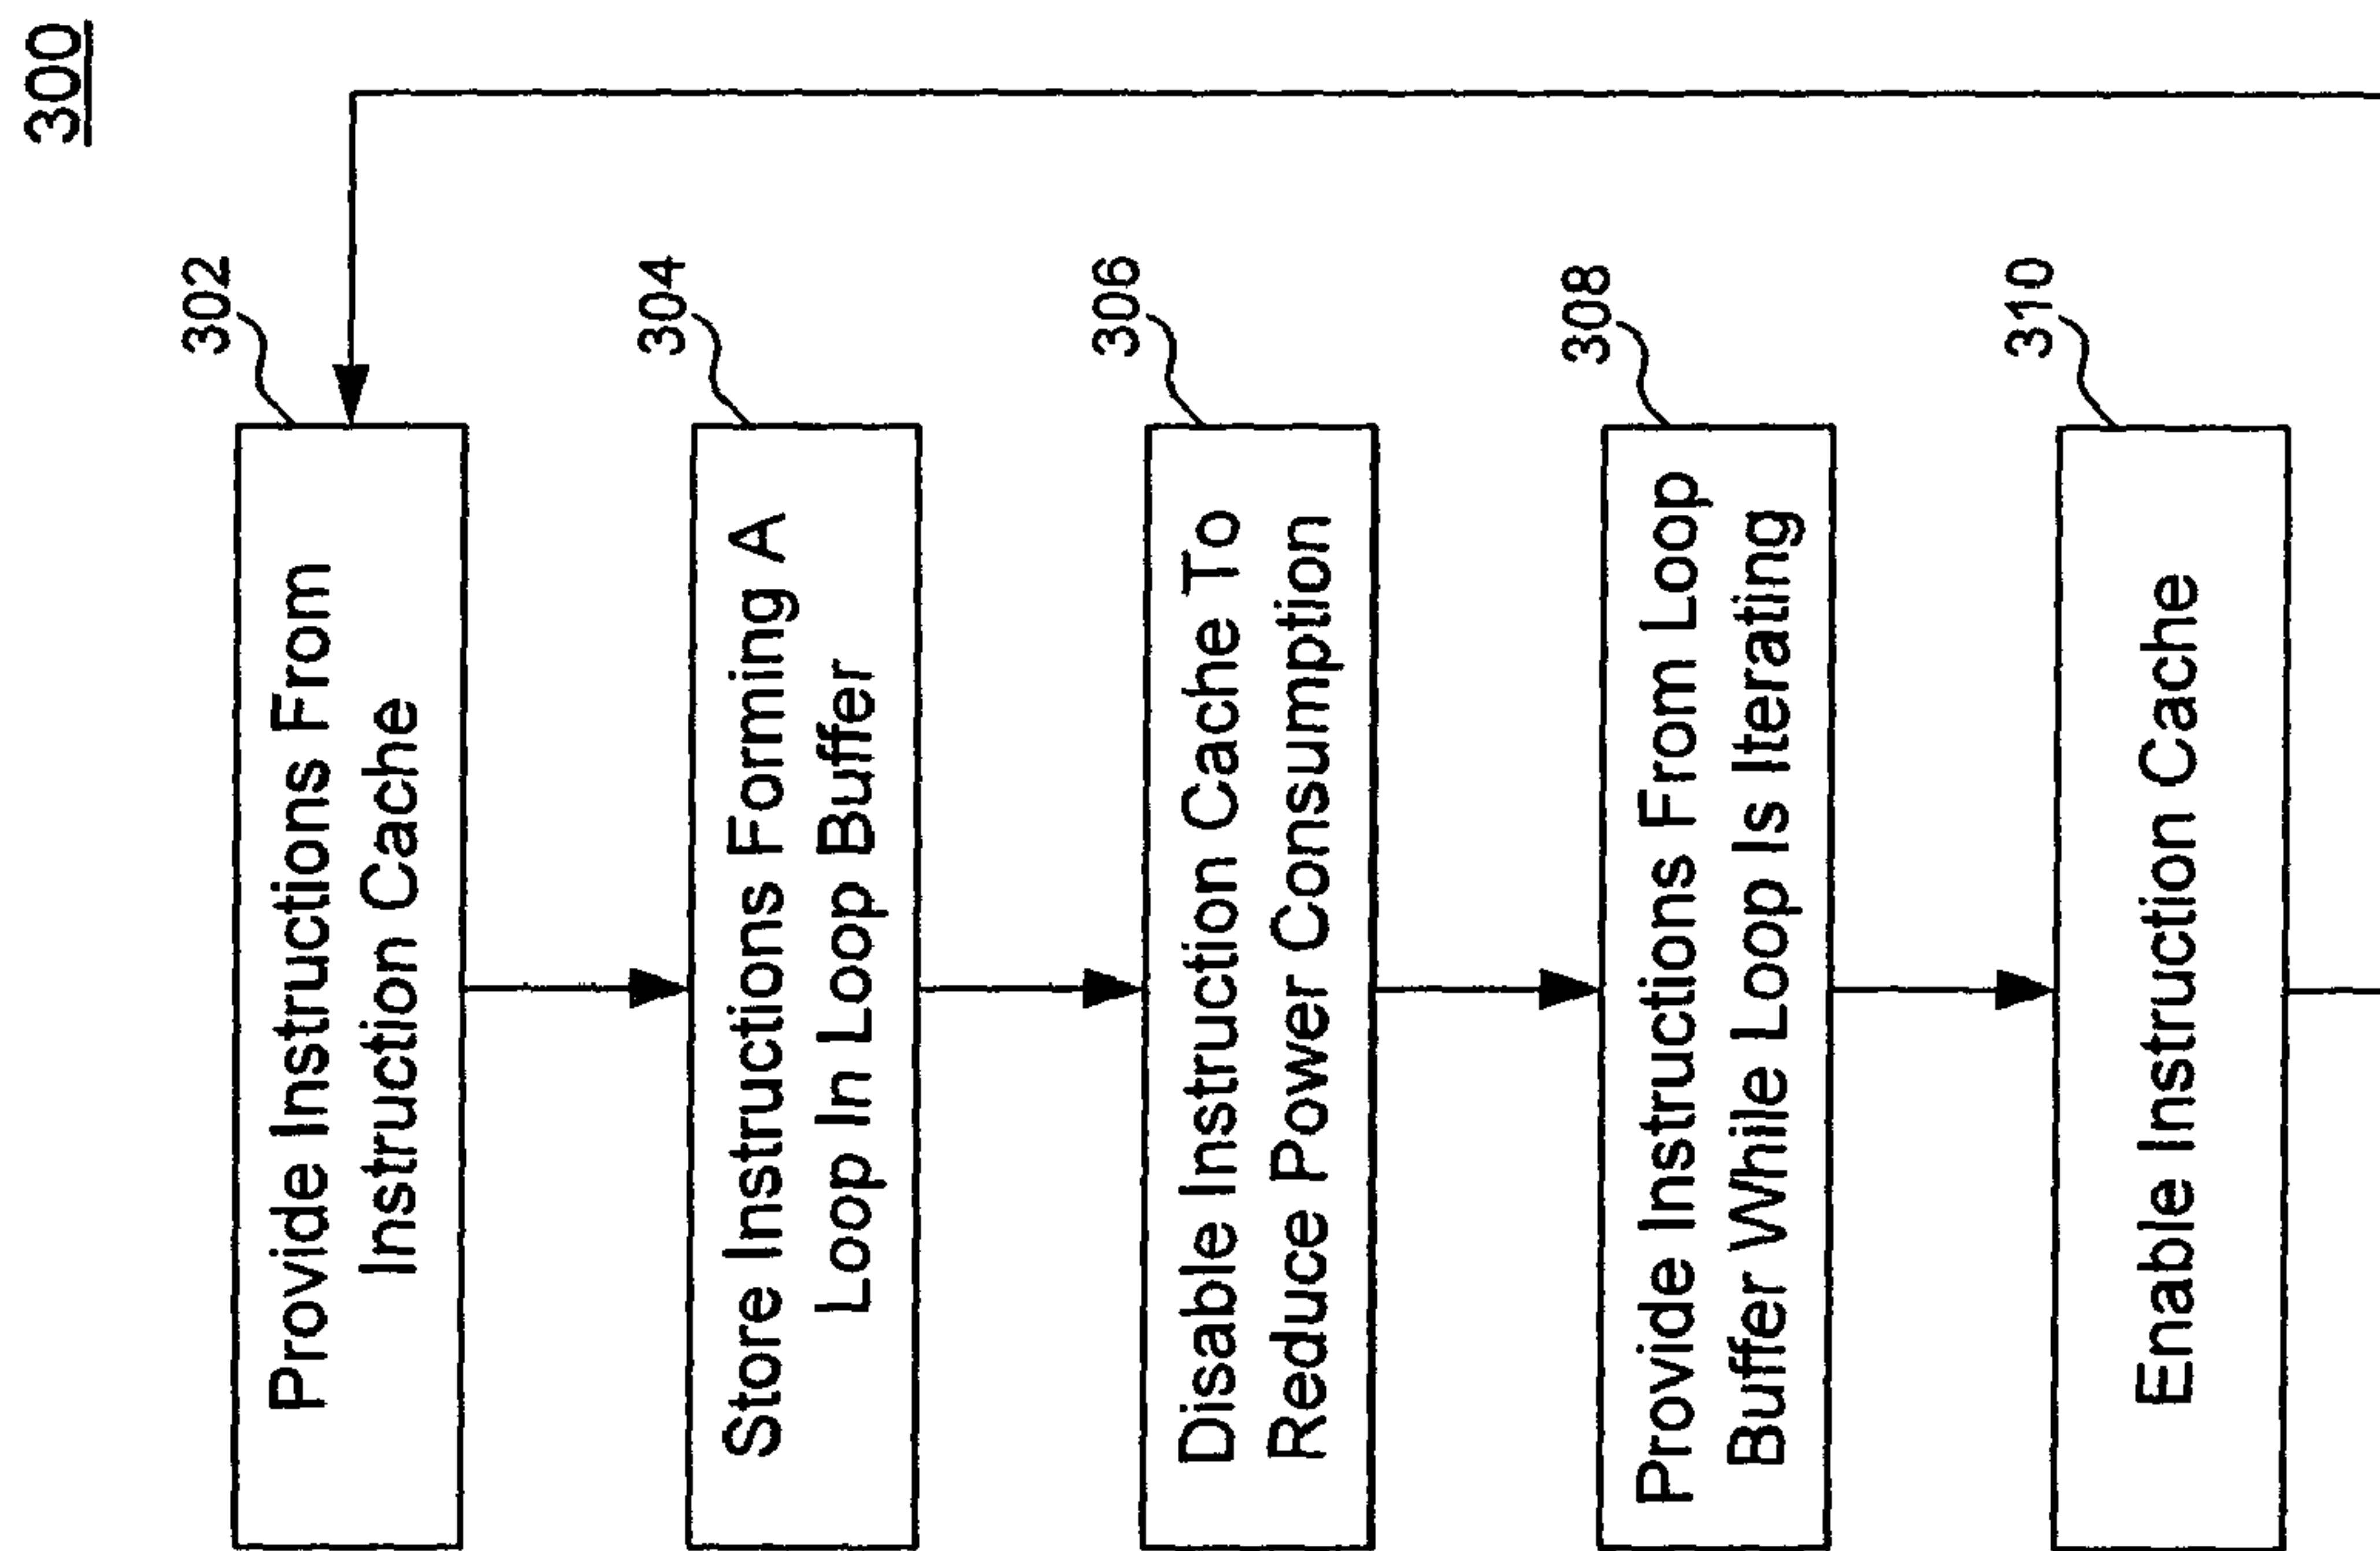 300
302
Provide Instructions From
Instruction Cache
304
Store Instructions Forming A
Loop In Loop Buffer
306
Disable Instruction Cache To
Reduce Power Consumption
308
Provide Instructions From Loop
Buffer While Loop Is Iterating
310
Enable Instruction Cache